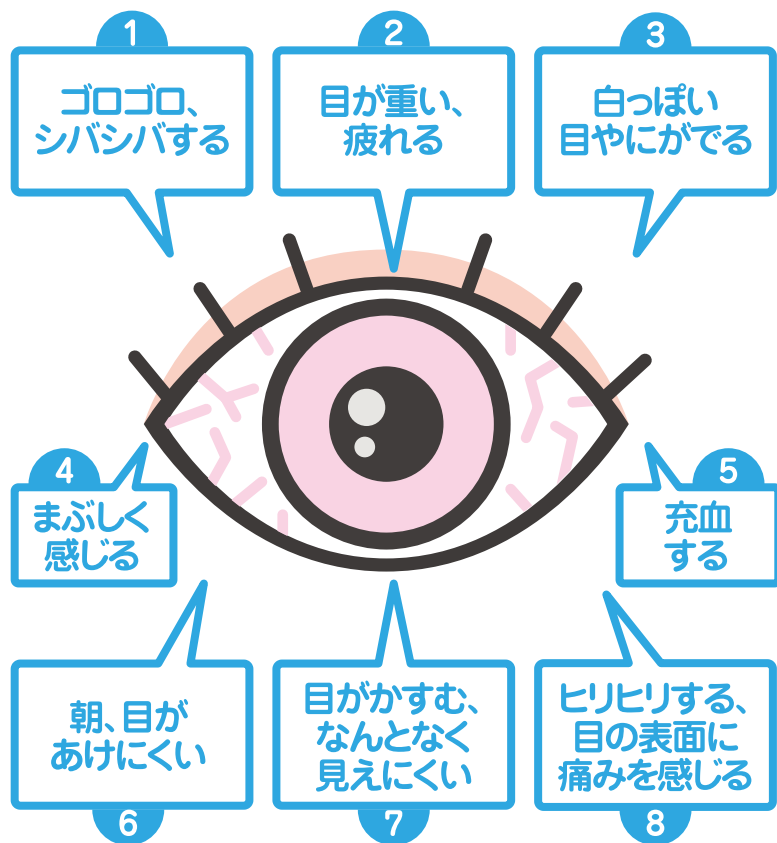 1
ゴロゴロ、
シバシバする
2
目が重い、
疲れる
3
白っぽい
目やにがでる
4
まぶしく
感じる
5
充血
する
6
朝、目が
あけにくい
7
目がかすむ、
なんとなく
見えにくい
8
ヒリヒリする、
目の表面に
痛みを感じる